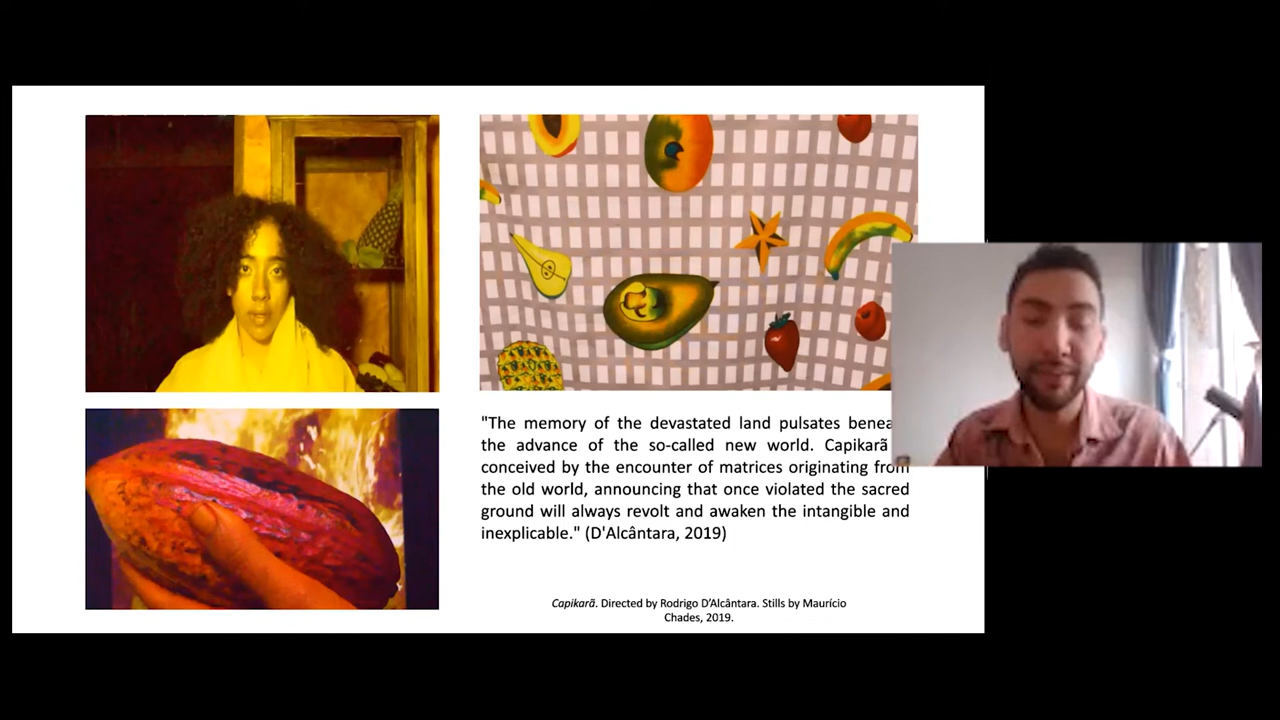 "The memory of the devastated land pulsates benea
the advance of the so-called new world. Capikarã
conceived by the encounter of matrices originating from
the old world, announcing that once violated the sacred
ground will always revolt and awaken the intangible and
inexplicable." (D'Alcântara, 2019)
Capikarã. Directed by Rodrigo D'Alcântara. Stills by Maurício
Chades, 2019.